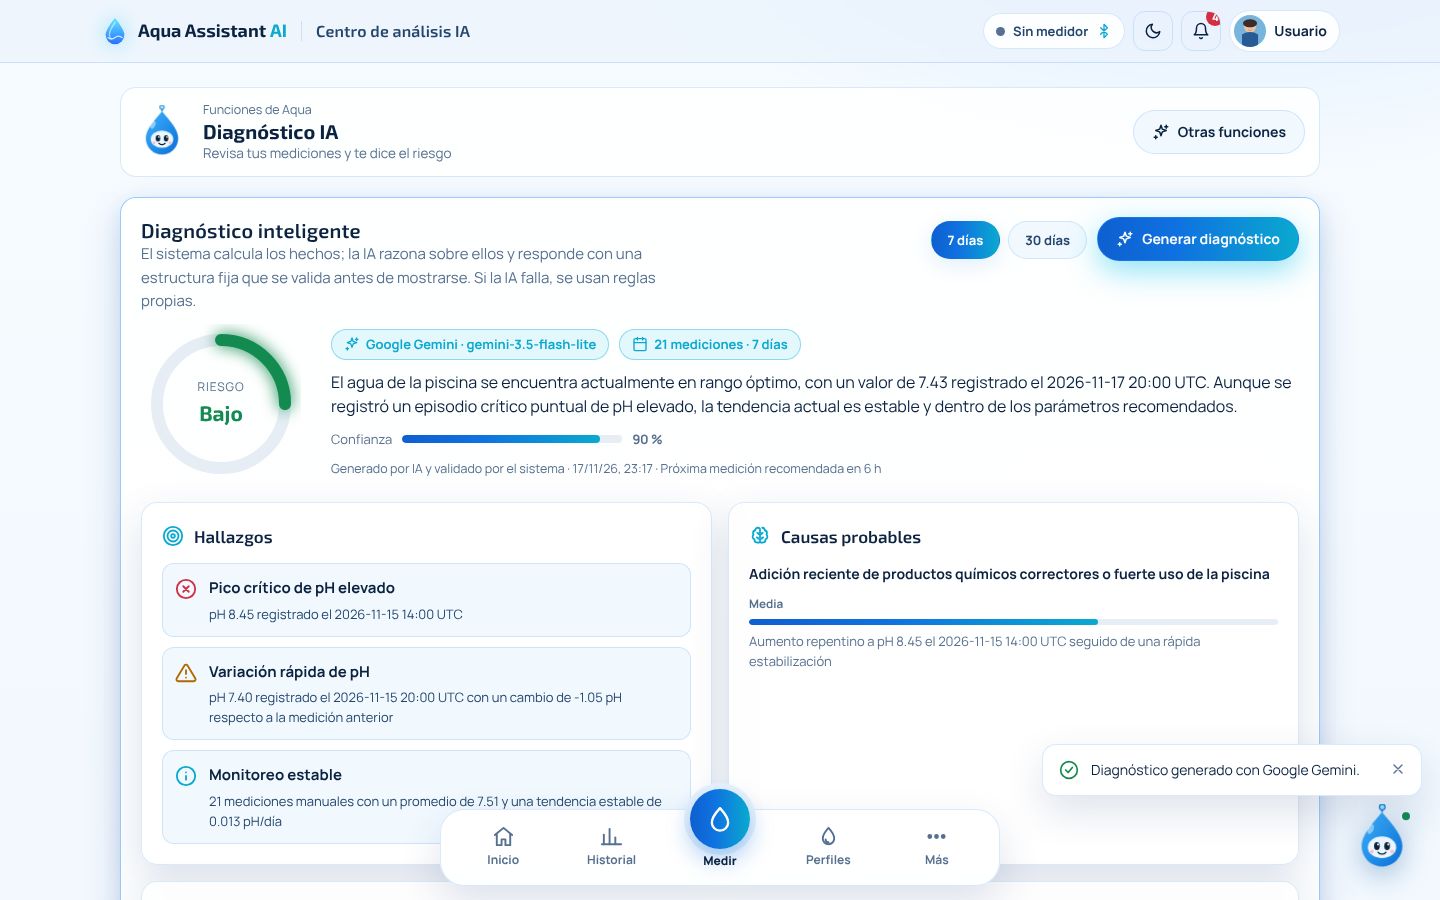 Aqua Assistant AI
Centro de análisis IA
Sin medidor
4
Usuario
Funciones de Aqua
Diagnóstico IA
Revisa tus mediciones y te dice el riesgo
Otras funciones
Diagnóstico inteligente
El sistema calcula los hechos; la IA razona sobre ellos y responde con una
estructura fija que se valida antes de mostrarse. Si la IA falla, se usan reglas
propias.
7 días
30 días
Generar diagnóstico
RIESGO
Bajo
Google Gemini · gemini-3.5-flash-lite
21 mediciones · 7 días
El agua de la piscina se encuentra actualmente en rango óptimo, con un valor de 7.43 registrado el 2026-11-17 20:00 UTC. Aunque se
registró un episodio crítico puntual de pH elevado, la tendencia actual es estable y dentro de los parámetros recomendados.
Confianza
90 %
Generado por IA y validado por el sistema · 17/11/26, 23:17 · Próxima medición recomendada en 6 h
Hallazgos
Pico crítico de pH elevado
pH 8.45 registrado el 2026-11-15 14:00 UTC
Variación rápida de pH
pH 7.40 registrado el 2026-11-15 20:00 UTC con un cambio de -1.05 pH
respecto a la medición anterior
Monitoreo estable
21 mediciones manuales con un promedio de 7.51 y una tendencia estable de
0.013 pH/día
Causas probables
Adición reciente de productos químicos correctores o fuerte uso de la piscina
Media
Aumento repentino a pH 8.45 el 2026-11-15 14:00 UTC seguido de una rápida
estabilización
Diagnóstico generado con Google Gemini.
Inicio
Historial
Medir
Perfiles
Más